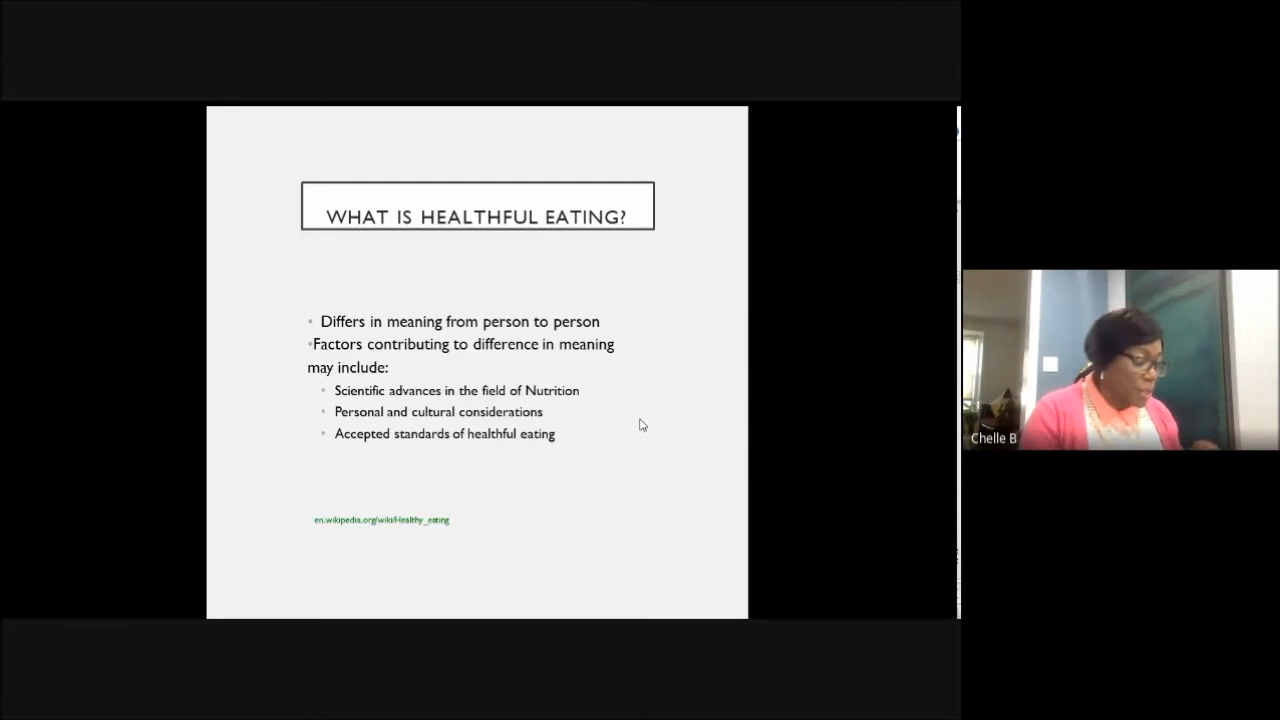 WHAT IS HEALTHFUL EATING?
• Differs in meaning from person to person
•Factors contributing to difference in meaning
may include:
• Scientific advances in the field of Nutrition
• Personal and cultural considerations
• Accepted standards of healthful eating
en.wikipedia.org/wiki/Healthy_eating
Chelle B